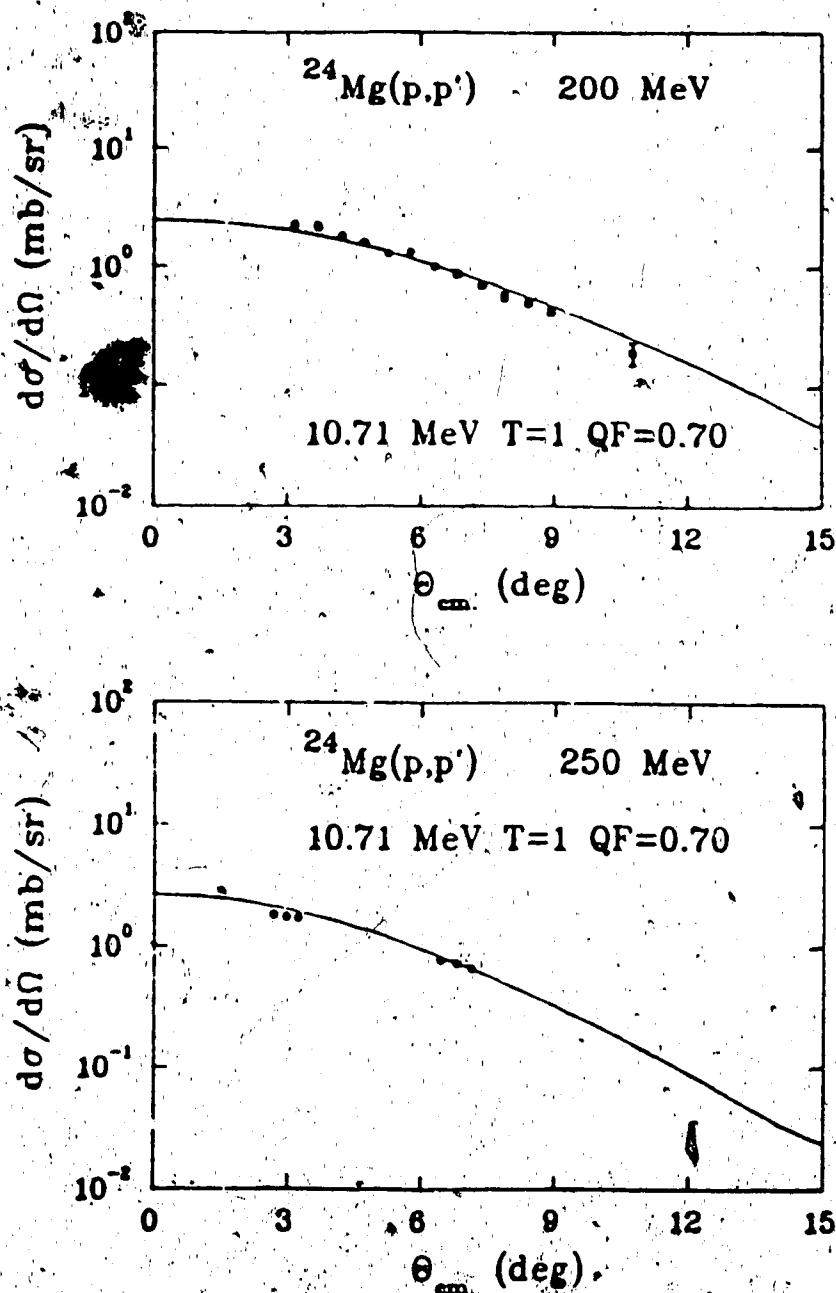 10²
²⁴Mg(p,p') 200 MeV
10¹
dσ/dΩ (mb/sr)
10⁰
10.71 MeV T=1 QF=0.70
10⁻²
0 3 6 9 12 15
Θcm. (deg)
10²
²⁴Mg(p,p') 250 MeV
10¹
10.71 MeV T=1 QF=0.70
dσ/dΩ (mb/sr)
10⁰
10⁻¹
10⁻²
0 3 6 9 12 15
Θcm (deg)